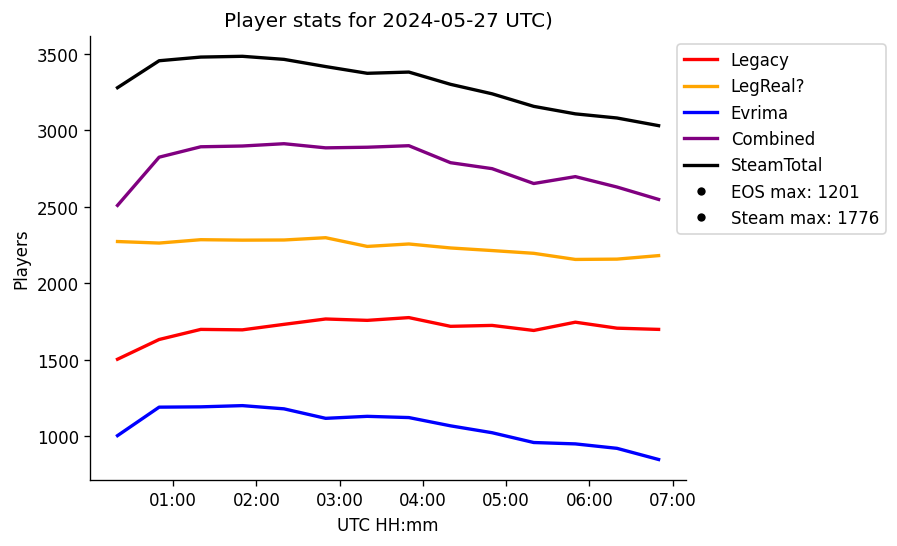 Player stats for 2024-05-27 UTC)
Legacy
LegReal?
Evrima
Combined
SteamTotal
EOS max: 1201
Steam max: 1776
Players
3500
3000
2500
2000
1500
1000
01:00 02:00 03:00 04:00 05:00 06:00 07:00
UTC HH:mm